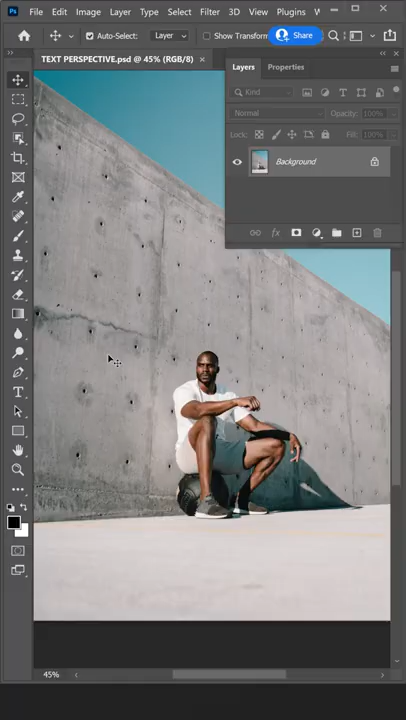 Ps File Edit Image Layer Type Select Filter 3D View Plugins
Auto-Select: Layer Show Transform Share
TEXT PERSPECTIVE.psd @ 45% (RGB/8)
Layers Properties
Kind
Normal Opacity: 100%
Lock: Fill: 100%
Background
T
45%